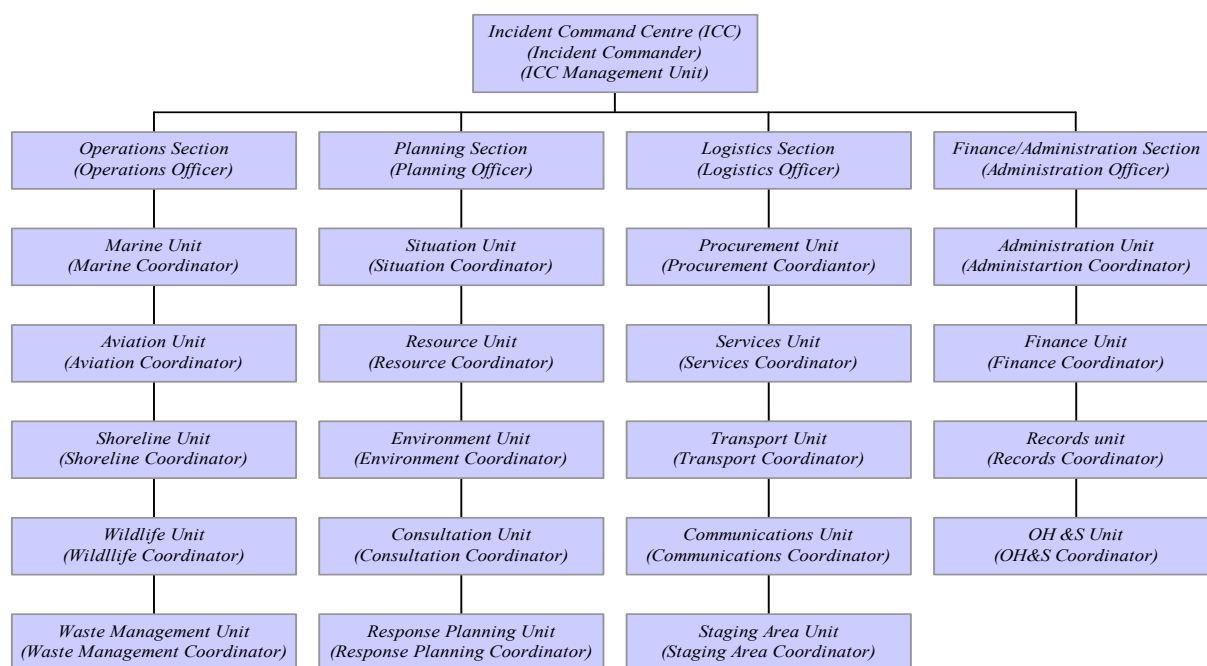 Incident Command Centre (ICC)
(Incident Commander)
(ICC Management Unit)
Operations Section
(Operations Officer)
Planning Section
(Planning Officer)
Logistics Section
(Logistics Officer)
Finance/Administration Section
(Administration Officer)
Marine Unit
(Marine Coordinator)
Situation Unit
(Situation Coordinator)
Procurement Unit
(Procurement Coordiantor)
Administration Unit
(Administartion Coordinator)
Aviation Unit
(Aviation Coordinator)
Resource Unit
(Resource Coordinator)
Services Unit
(Services Coordinator)
Finance Unit
(Finance Coordinator)
Shoreline Unit
(Shoreline Coordinator)
Environment Unit
(Environment Coordinator)
Transport Unit
(Transport Coordinator)
Records unit
(Records Coordinator)
Wildlife Unit
(Wildllife Coordinator)
Consultation Unit
(Consultation Coordinator)
Communications Unit
(Communications Coordinator)
OH &S Unit
(OH&S Coordinator)
Waste Management Unit
(Waste Management Coordinator)
Response Planning Unit
(Response Planning Coordinator)
Staging Area Unit
(Staging Area Coordinator)